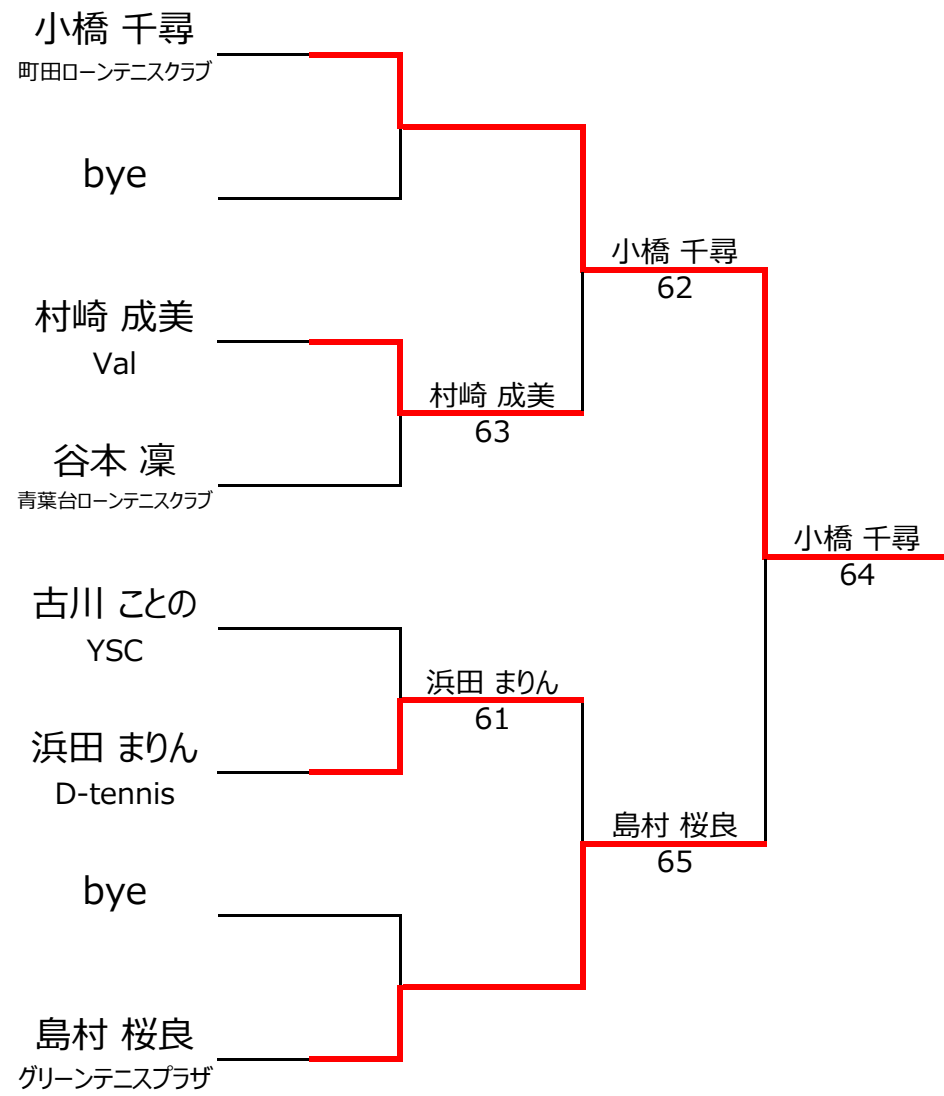 小橋 千尋
町田ローンテニスクラブ
bye
小橋 千尋
62
村崎 成美
Val
村崎 成美
63
谷本 凜
青葉台ローンテニスクラブ
小橋 千尋
64
古川 ことの
YSC
浜田 まりん
61
浜田 まりん
D-tennis
島村 桜良
65
bye
島村 桜良
グリーンテニスプラザ